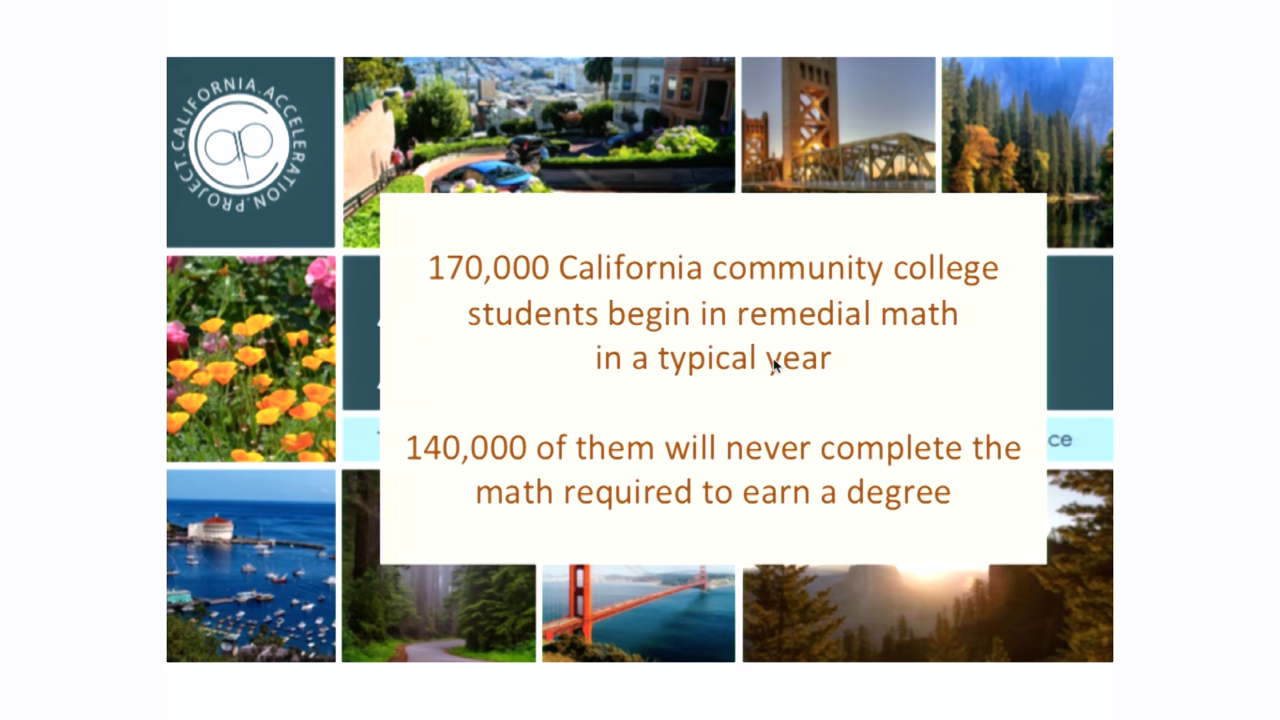 CALIFORNIA.ACCELERATION.PROJECT.
ap
170,000 California community college
students begin in remedial math
in a typical year
140,000 of them will never complete the
math required to earn a degree
ce